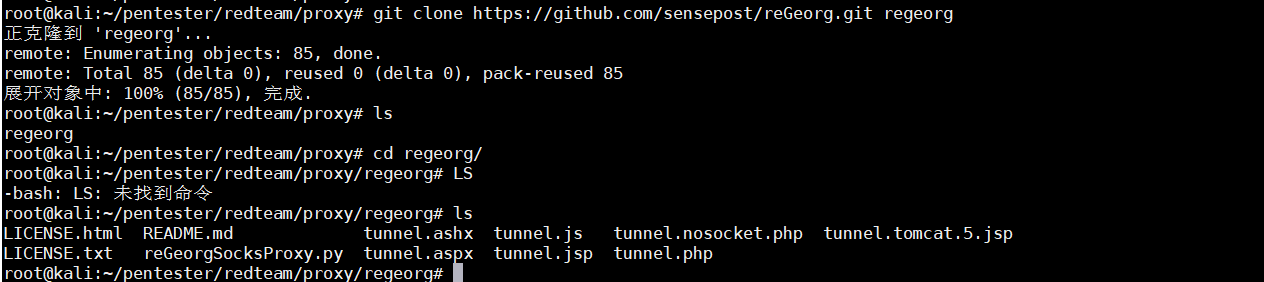 root@kali:~/pentester/redteam/proxy# git clone https://github.com/sensepost/reGeorg.git regeorg
正克隆到 'regeorg'...
remote: Enumerating objects: 85, done.
remote: Total 85 (delta 0), reused 0 (delta 0), pack-reused 85
展开对象中: 100% (85/85), 完成.
root@kali:~/pentester/redteam/proxy# ls
regeorg
root@kali:~/pentester/redteam/proxy# cd regeorg/
root@kali:~/pentester/redteam/proxy/regeorg# LS
-bash: LS: 未找到命令
root@kali:~/pentester/redteam/proxy/regeorg# ls
LICENSE.html  README.md             tunnel.ashx  tunnel.js   tunnel.nosocket.php  tunnel.tomcat.5.jsp
LICENSE.txt   reGeorgSocksProxy.py  tunnel.aspx  tunnel.jsp  tunnel.php
root@kali:~/pentester/redteam/proxy/regeorg#